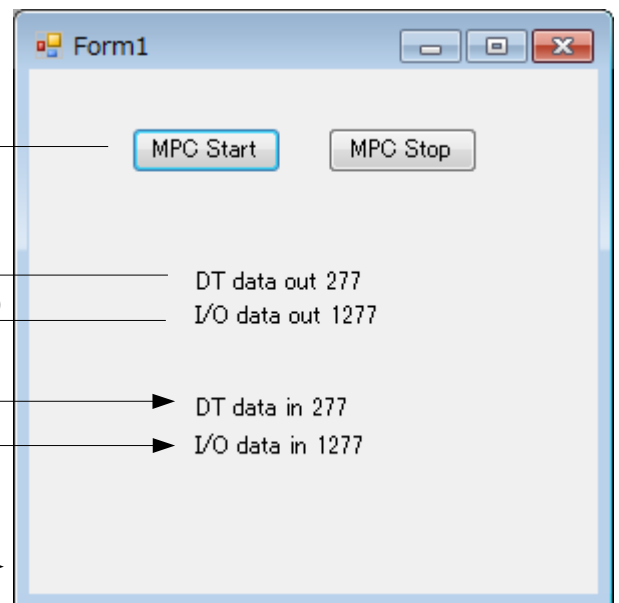 Form1
MPC Start MPC Stop
DT data out 277
I/O data out 1277
DT data in 277
I/O data in 1277